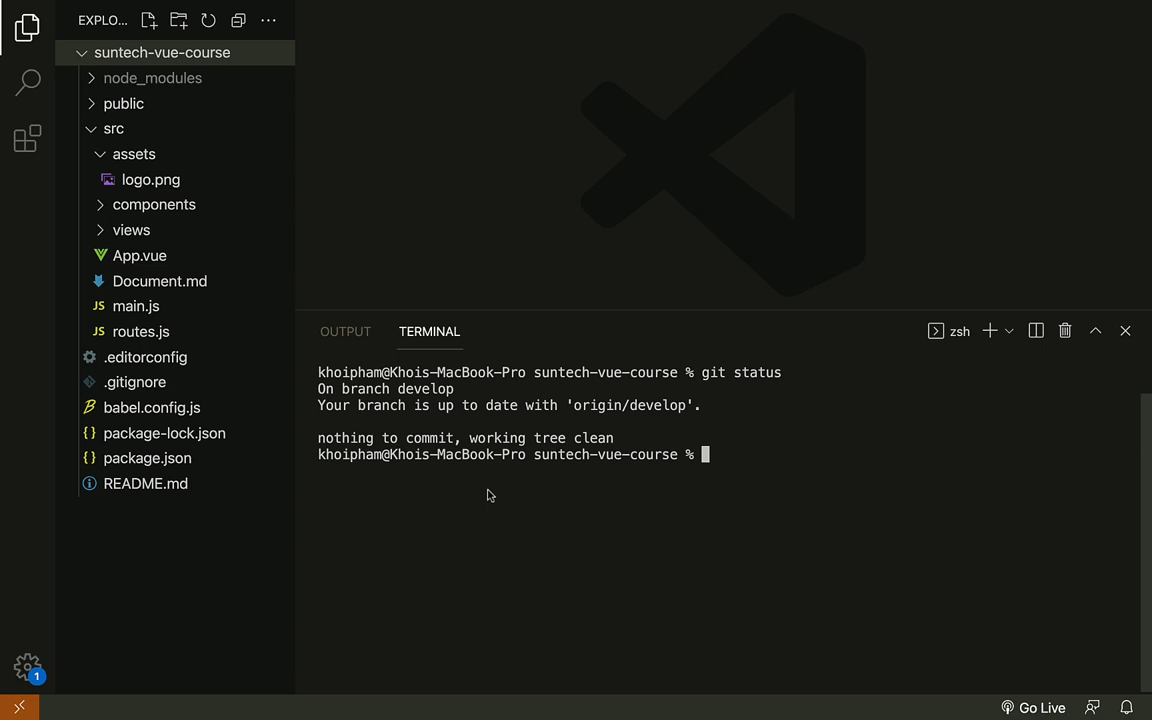 EXPLO...
suntech-vue-course
node_modules
public
src
assets
logo.png
components
views
App.vue
Document.md
JS main.js
JS routes.js
.editorconfig
.gitignore
babel.config.js
{} package-lock.json
{} package.json
README.md
1
OUTPUT TERMINAL
zsh
khoipham@Khois-MacBook-Pro suntech-vue-course % git status
On branch develop
Your branch is up to date with 'origin/develop'.
nothing to commit, working tree clean
khoipham@Khois-MacBook-Pro suntech-vue-course %
Go Live